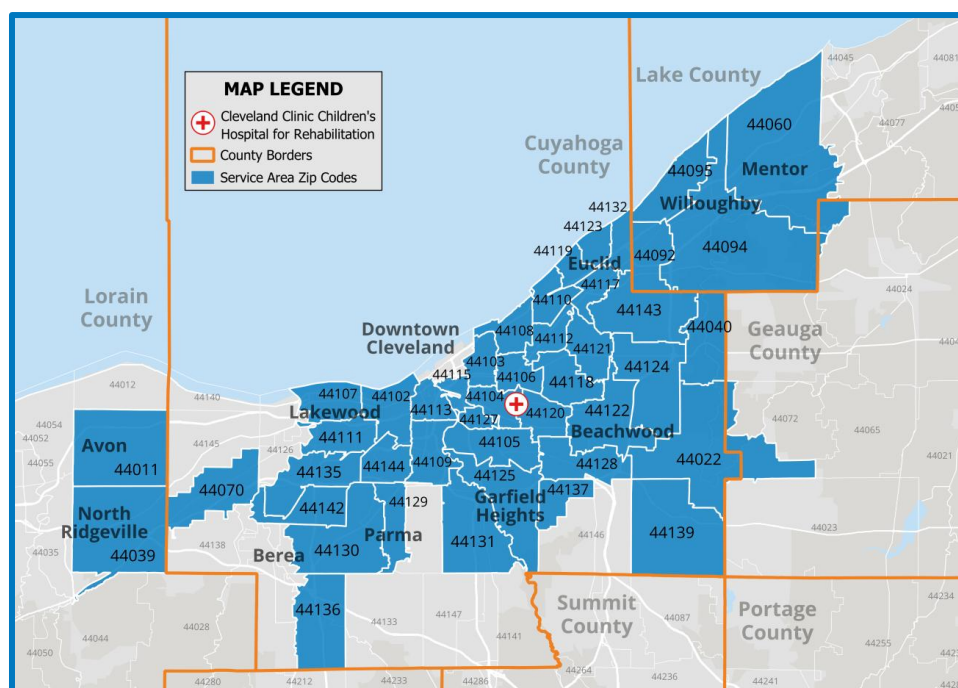 MAP LEGEND
Cleveland Clinic Children's
Hospital for Rehabilitation
County Borders
Service Area Zip Codes
Lake County
Cuyahoga
County
Lorain
County
Geauga
County
Summit
County
Portage
County
Downtown
Cleveland
44045
44081
44060
44077
44095
Mentor
Willoughby
44132
44123
44119
44092
44094
Euclid
44117
44024
44110
44143
44108
44112
44040
44103
44121
44115
44106
44124
44012
44140
44107
44102
44118
44104
Lakewood
44113
44120
44122
44072
44054
44052
44127
Beachwood
44065
Avon
44145
44111
44105
44126
44055
44011
44135
44144
44109
44128
44022
44021
44125
44070
44137
44129
Garfield
Heights
North
Ridgeville
44142
44023
44035
44039
44138
Berea
44130
Parma
44131
44146
44139
44136
44234
44044
44028
44133
44147
44141
44087
44255
44050
44264
44280
44212
44233
44286
44236
44241